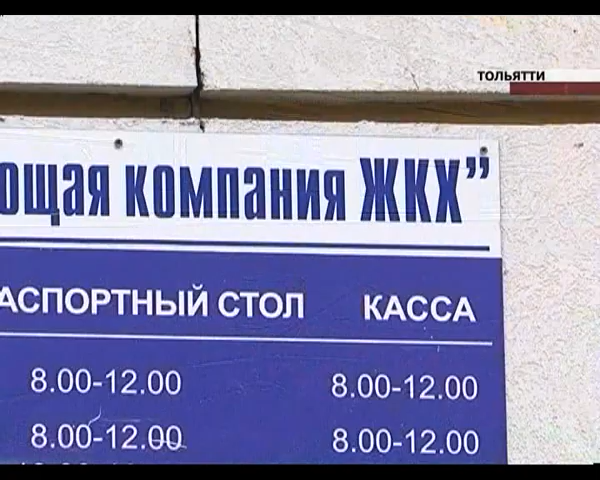 ТОЛЬЯТТИ
ющая компания ЖКХ”
АСПОРТНЫЙ СТОЛ КАССА
8.00-12.00 8.00-12.00
8.00-12.00 8.00-12.00